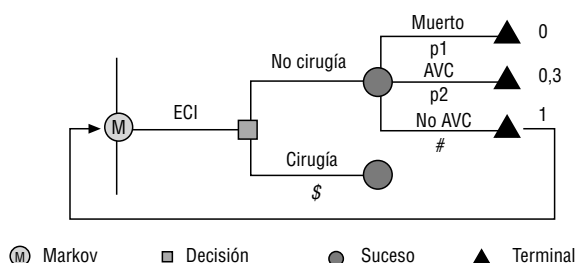 Muerto
0
p1
No cirugía
AVC
0,3
p2
ECI
No AVC
1
M
#
Cirugía
$
M Markov
Decisión
Suceso
Terminal